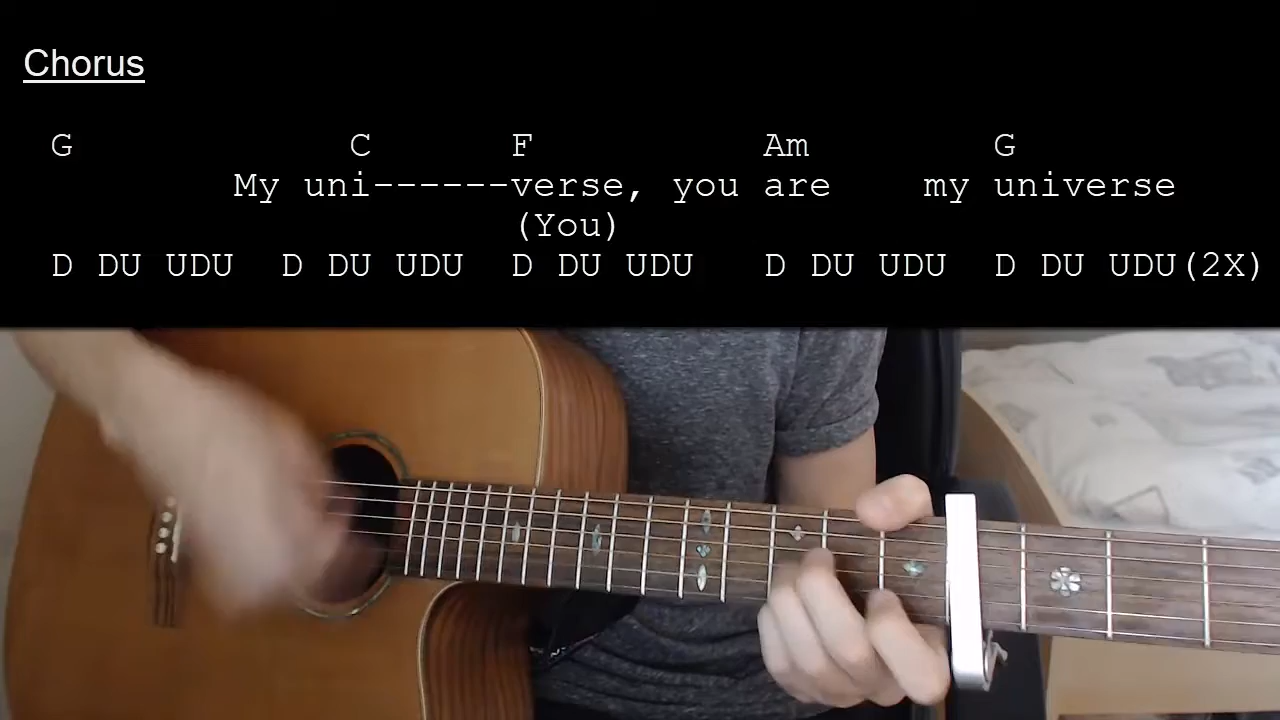 Chorus
G C F Am G
My uni------verse, you are my universe
(You)
D DU UDU D DU UDU D DU UDU D DU UDU D DU UDU(2X)